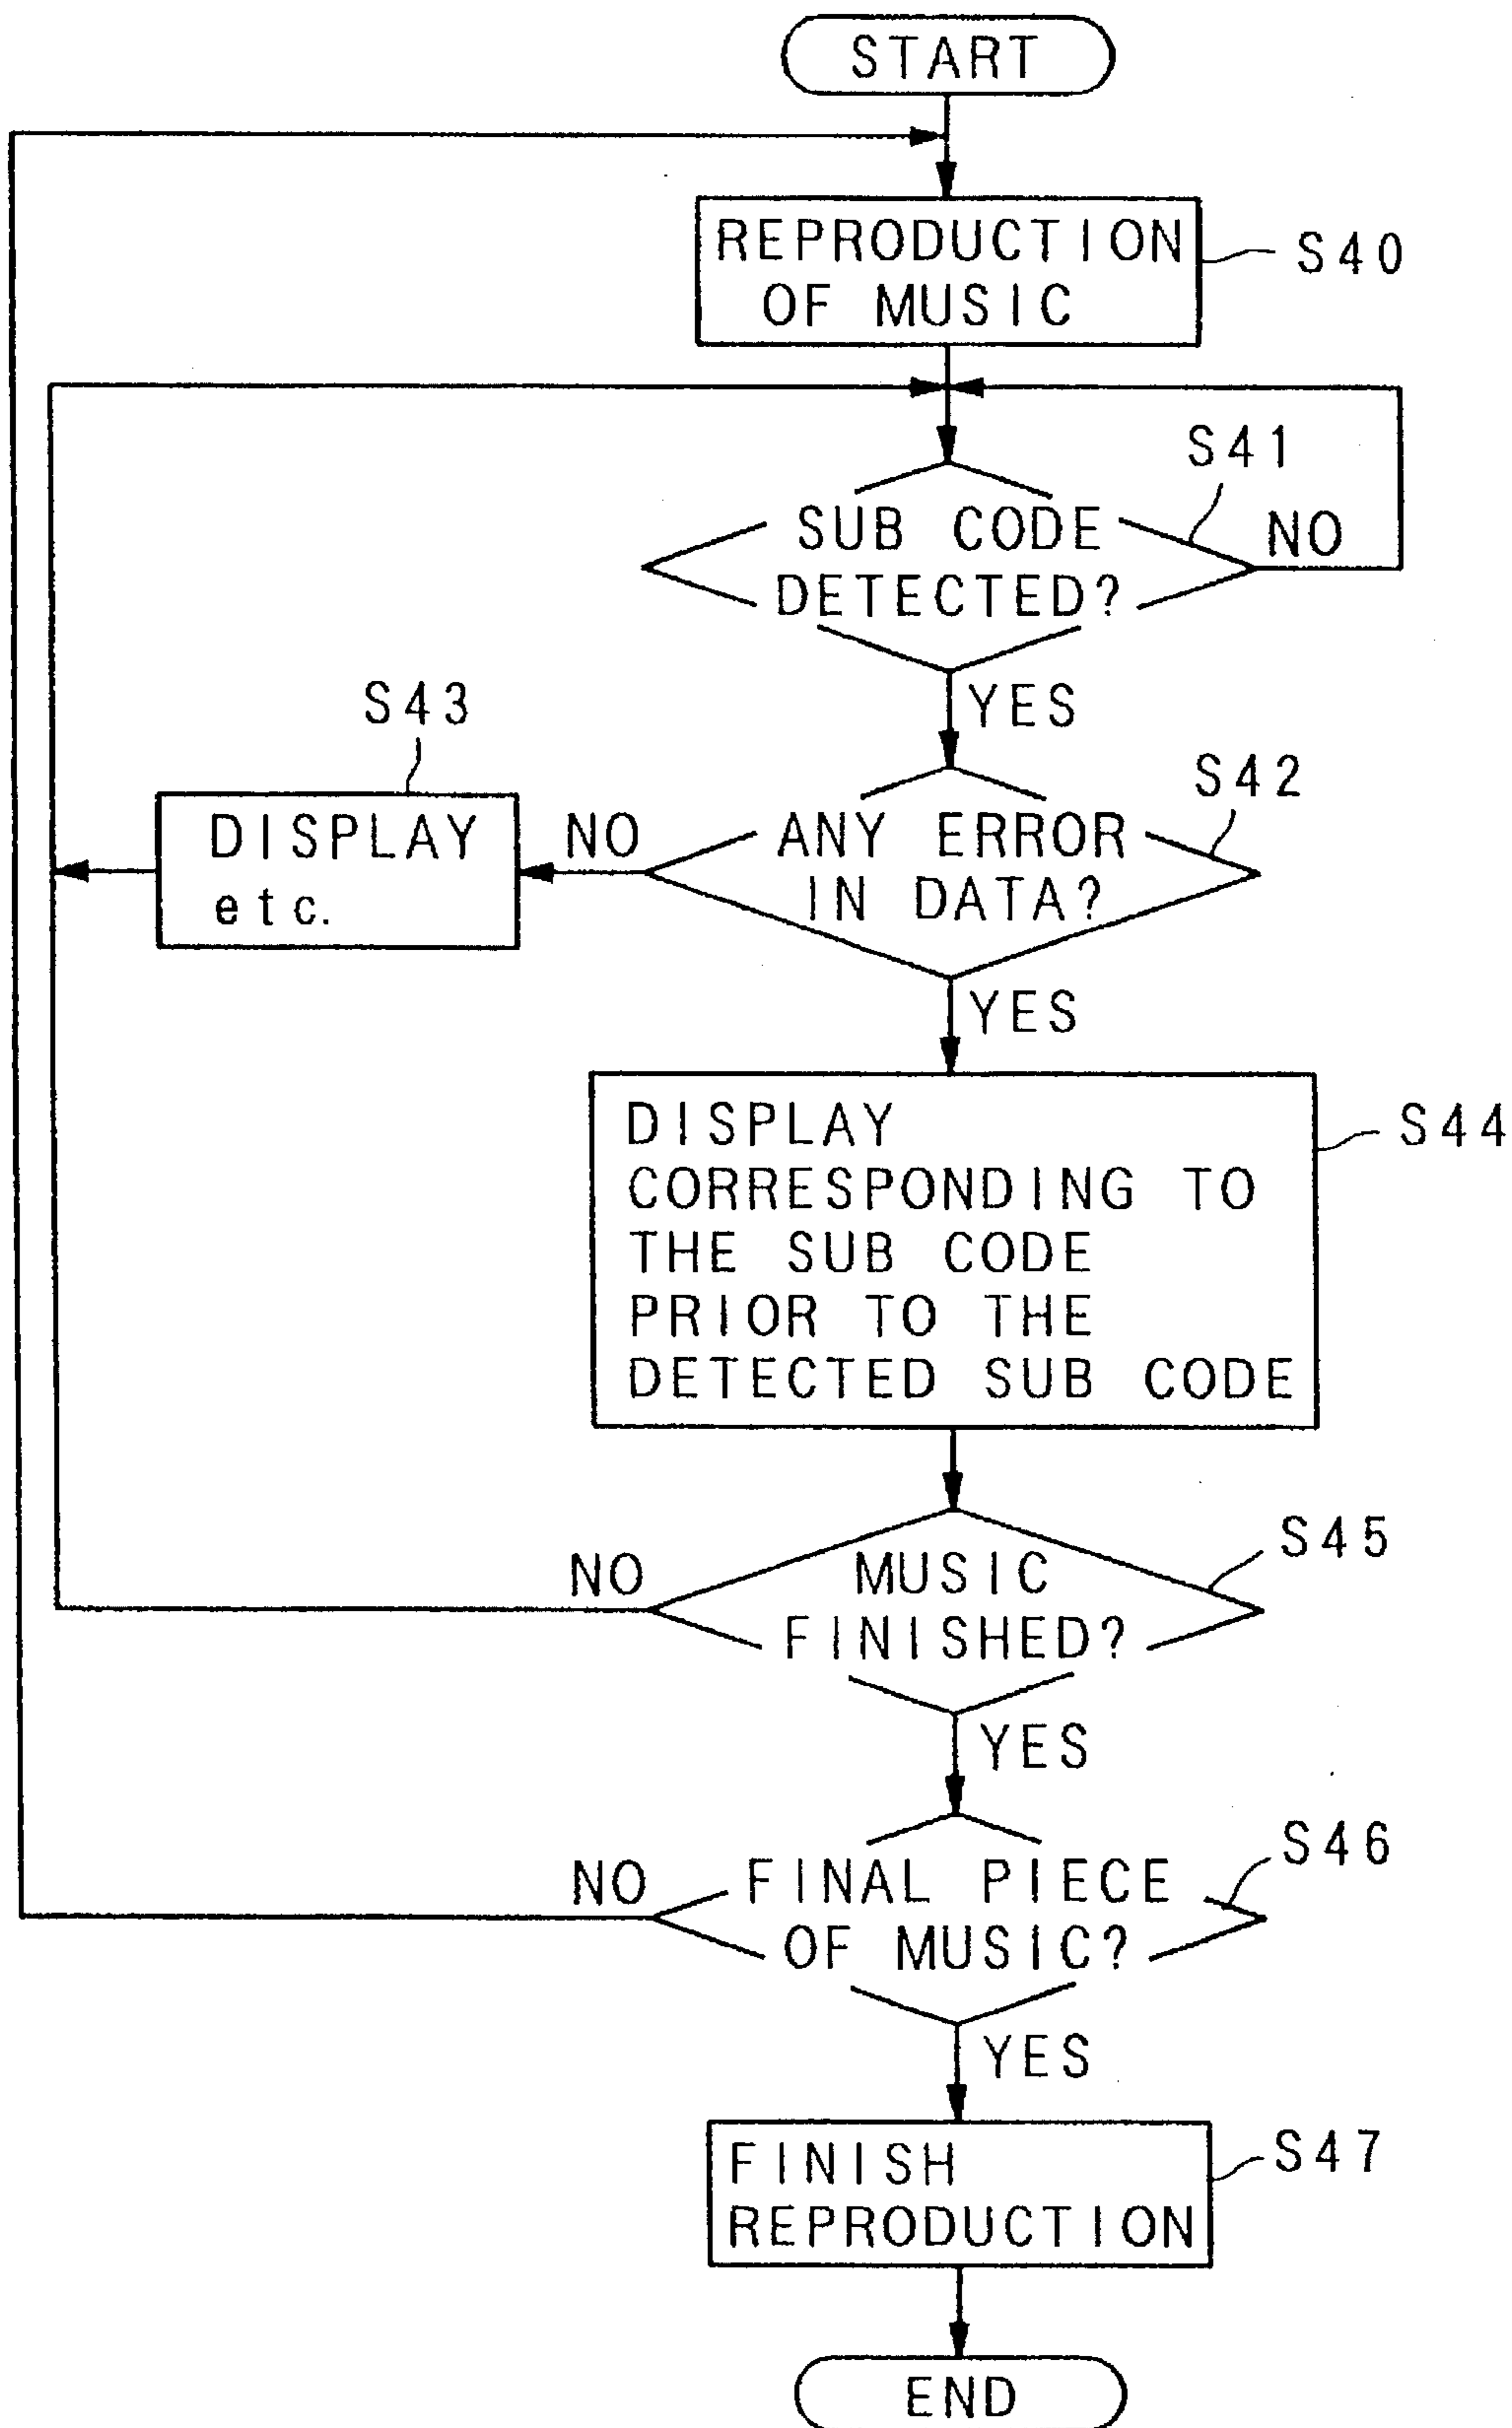 START
REPRODUCTION
OF MUSIC
S40
S41
SUB CODE
DETECTED?
NO
YES
S43
S42
DISPLAY
etc.
NO
ANY ERROR
IN DATA?
YES
DISPLAY
CORRESPONDING TO
THE SUB CODE
PRIOR TO THE
DETECTED SUB CODE
S44
S45
NO
MUSIC
FINISHED?
YES
S46
NO
FINAL PIECE
OF MUSIC?
YES
FINISH
REPRODUCTION
S47
END